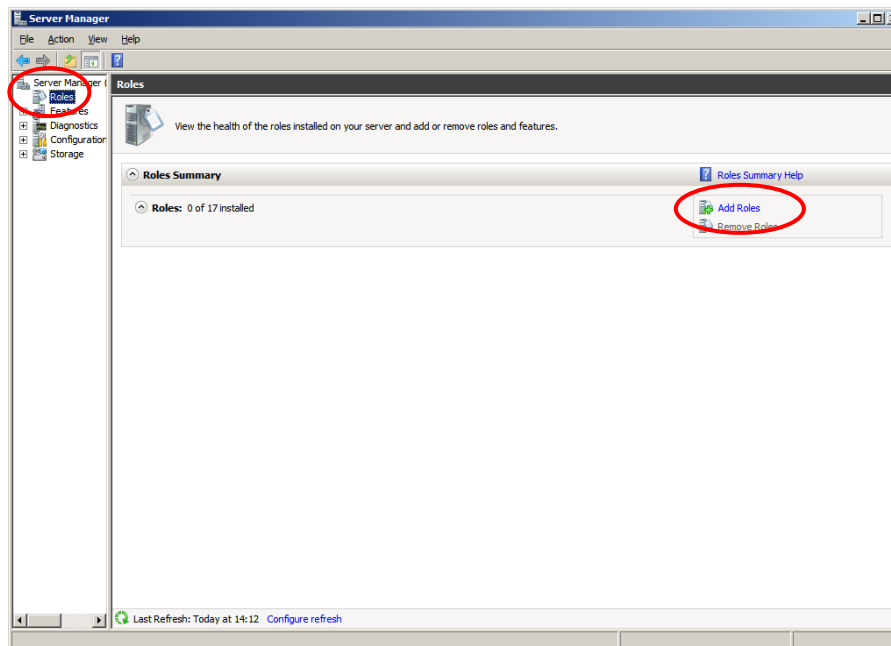 Server Manager
File Action View Help
Server Manager (
Roles
Features
Diagnostics
Configuration
Storage
Roles
View the health of the roles installed on your server and add or remove roles and features.
Roles Summary
Roles Summary Help
Roles: 0 of 17 installed
Add Roles
Remove Roles
Last Refresh: Today at 14:12 Configure refresh